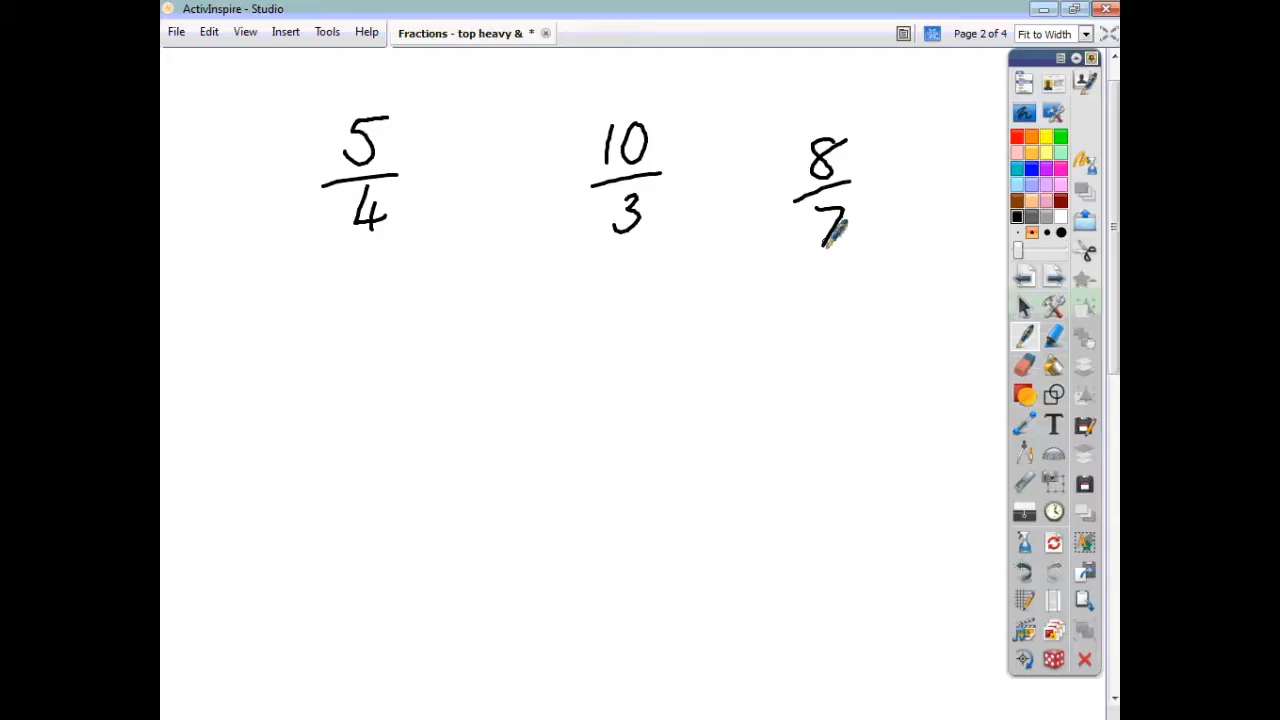 ActivInspire - Studio
File Edit View Insert Tools Help
Fractions - top heavy & *
Page 2 of 4
Fit to Width
5/4
10/3
8/7
T